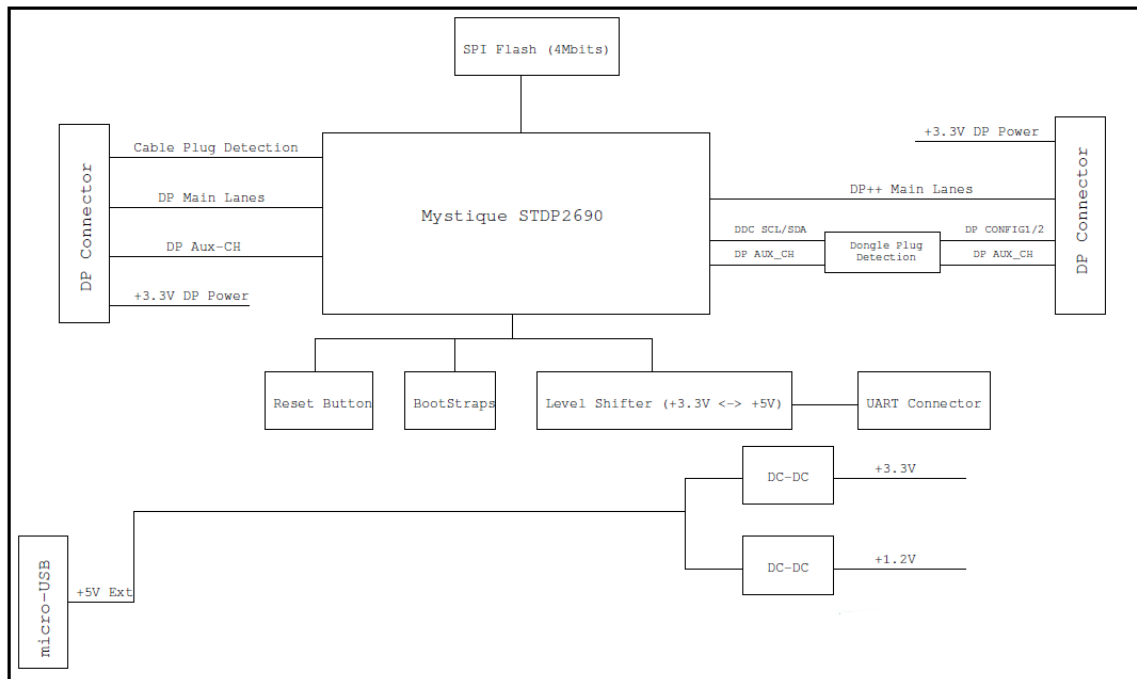 SPI Flash (4Mbits)
DP Connector
Cable Plug Detection
DP Main Lanes
DP Aux-CH
+3.3V DP Power
Mystique STDP2690
+3.3V DP Power
DP++ Main Lanes
DDC SCL/SDA
DP AUX_CH
Dongle Plug
Detection
DP CONFIG1/2
DP AUX_CH
DP Connector
Reset Button
BootStraps
Level Shifter (+3.3V <-> +5V)
UART Connector
micro-USB
+5V Ext
DC-DC
+3.3V
DC-DC
+1.2V